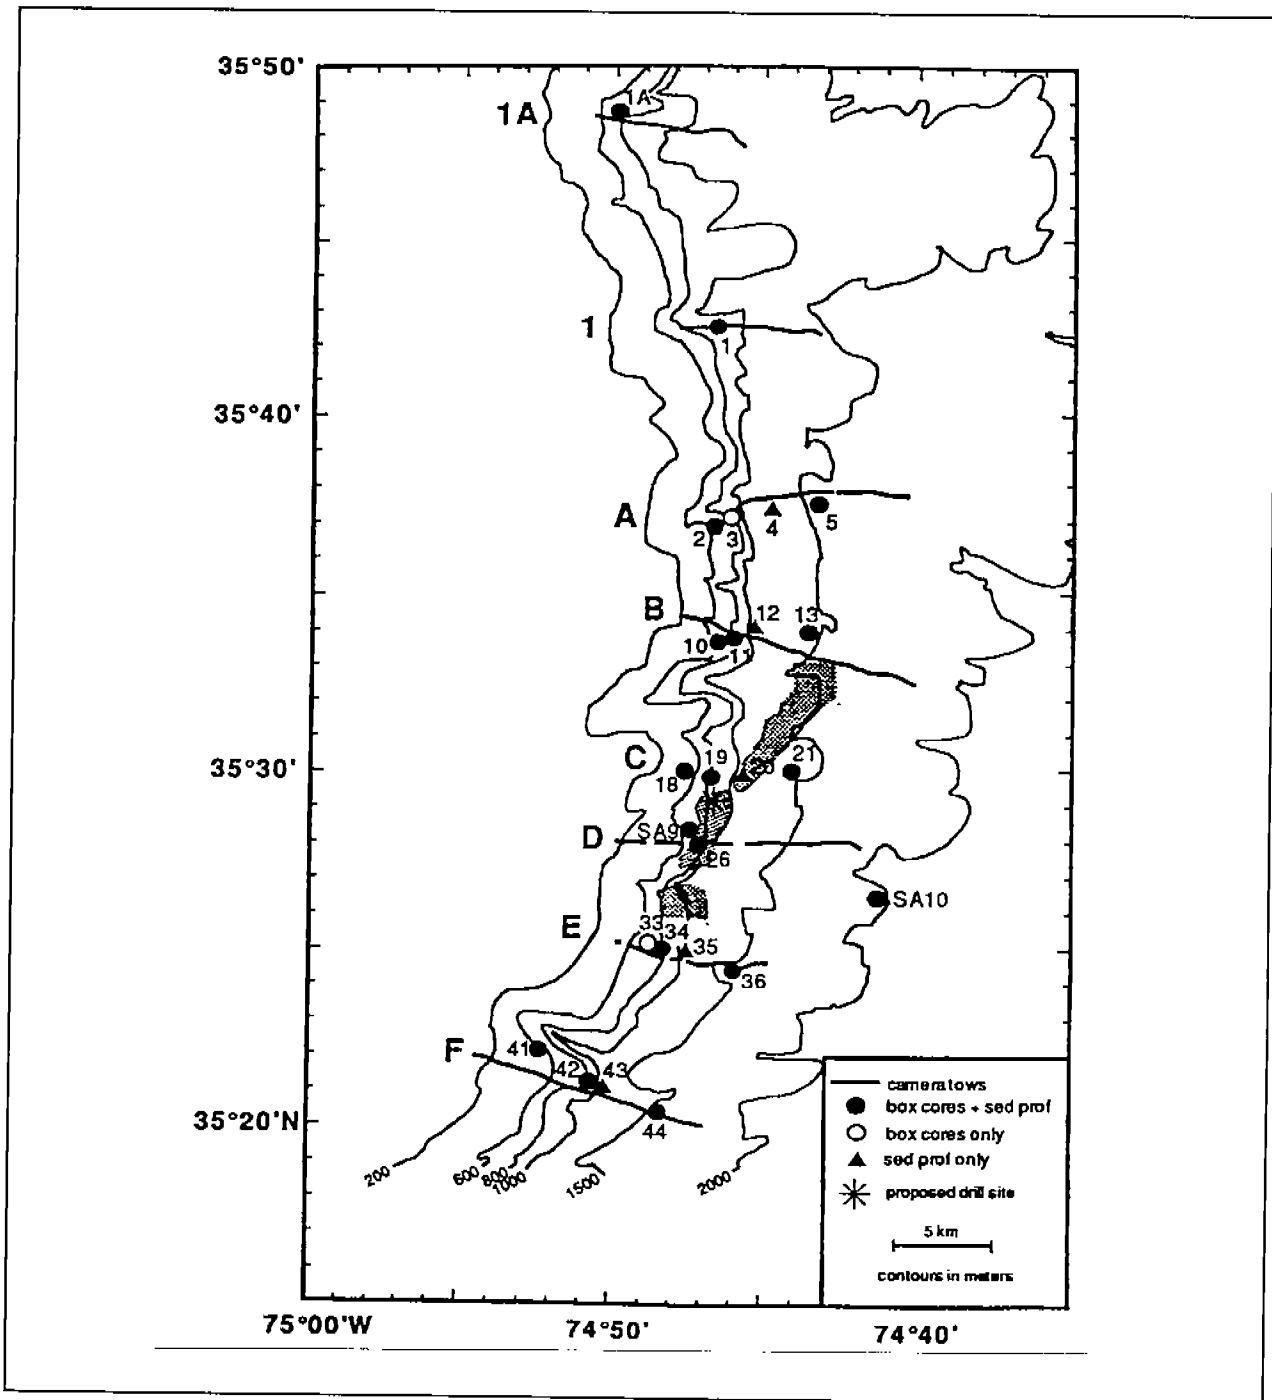 35°50'
1A
1A
1
1
35°40'
A
2
3
4
5
B
12
13
10
11
C
19
20
21
35°30'
18
SA9
D
26
SA10
E
33
34
35
36
F
41
42
43
44
35°20'N
200
600
800
1000
1500
2000
camera tows
box cores + sed prof
box cores only
sed prof only
proposed drill site
5 km
contours in meters
75°00'W
74°50'
74°40'